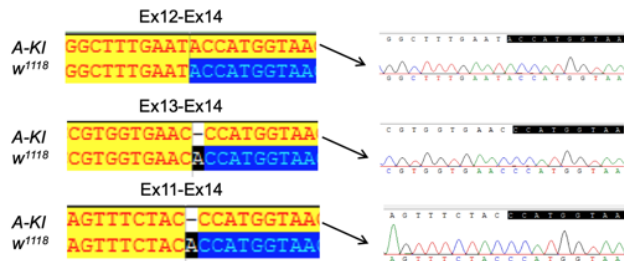 Ex12-Ex14
A-KI GGCTTTGAATACCATGGTAA
w1118 GGCTTTGAATACCATGGTAA
G G C T T T G A A T A C C A T G G T A A
G G C T T T G A A T A C C A T G G T A A
Ex13-Ex14
A-KI CGTGGTGAAC-CCATGGTAA
w1118 CGTGGTGAACACCATGGTAA
C G T G G T G A A C C C A T G G T A A
C G T G G T G A A C C C A T G G T A A
Ex11-Ex14
A-KI AGTTTCTAC-CCATGGTAA
w1118 AGTTTCTACACCATGGTAA
A G T T T C T A C C C A T G G T A A
A G T T T C T A C C C A T G G T A A